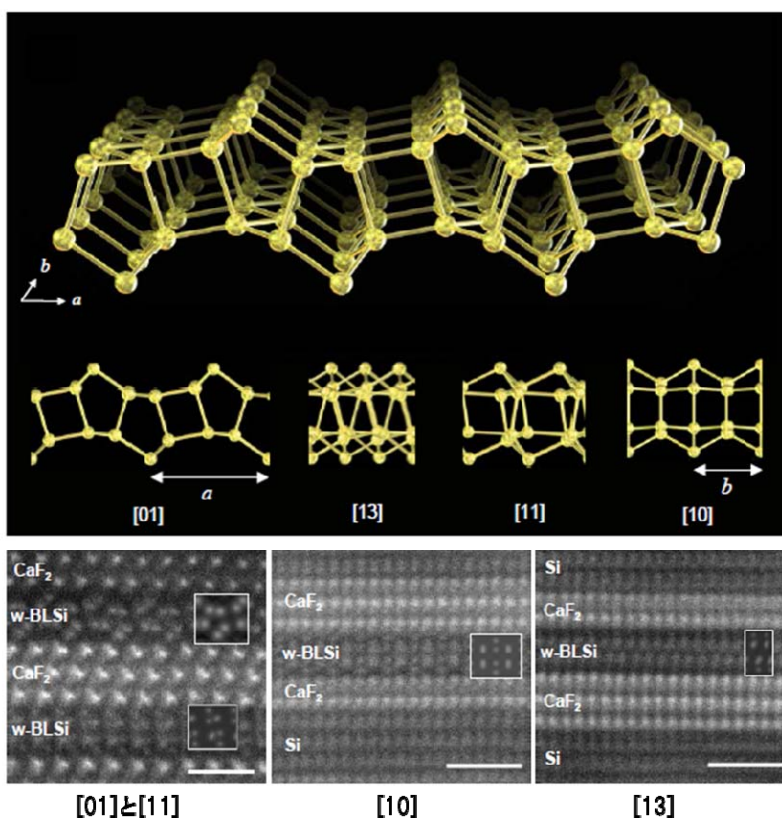 b
a
a
b
[01]
[13]
[11]
[10]
CaF2
w-BLSi
CaF2
w-BLSi
CaF2
w-BLSi
CaF2
Si
Si
CaF2
w-BLSi
CaF2
Si
[01]と[11]
[10]
[13]